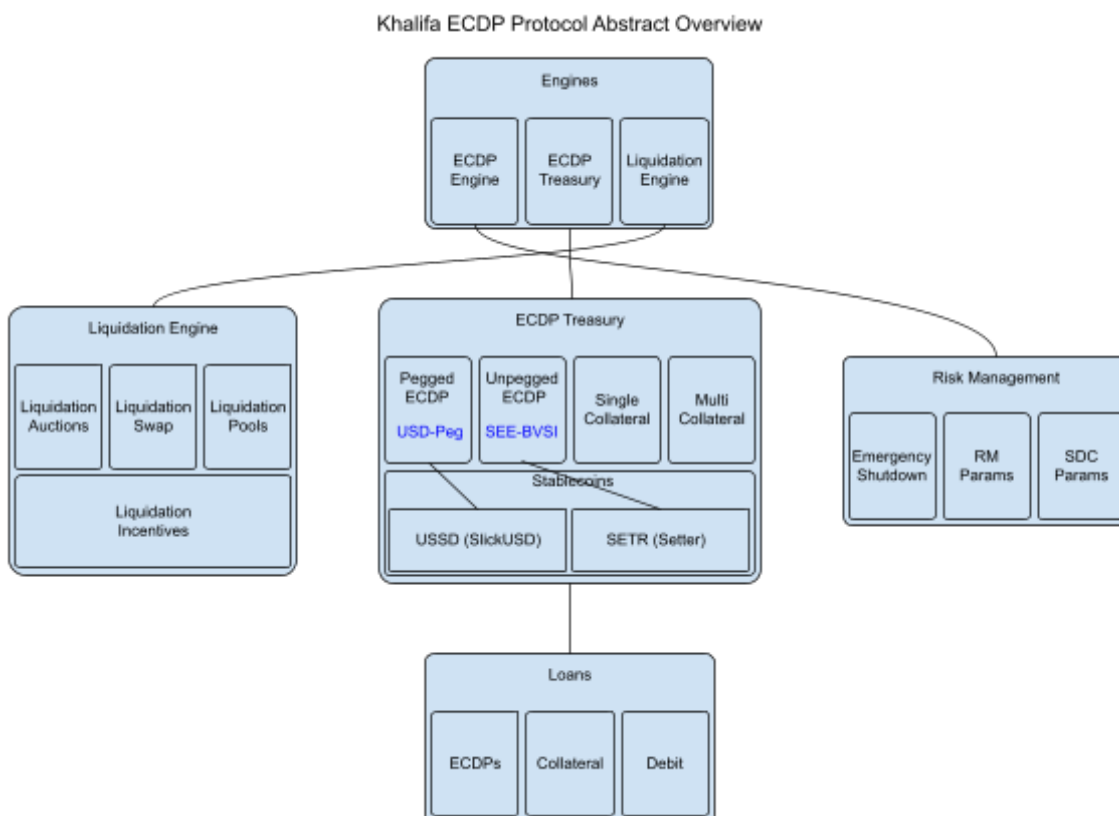 Khalifa ECDP Protocol Abstract Overview
Engines
ECDP
Engine
ECDP
Treasury
Liquidation
Engine
Liquidation Engine
Liquidation
Auctions
Liquidation
Swap
Liquidation
Pools
Liquidation
Incentives
ECDP Treasury
Pegged
ECDP
USD-Peg
Unpegged
ECDP
SEE-BVSI
Single
Collateral
Multi
Collateral
Stablecoins
USSD (SlickUSD)
SETR (Setter)
Risk Management
Emergency
Shutdown
RM
Params
SDC
Params
Loans
ECDPs
Collateral
Debit